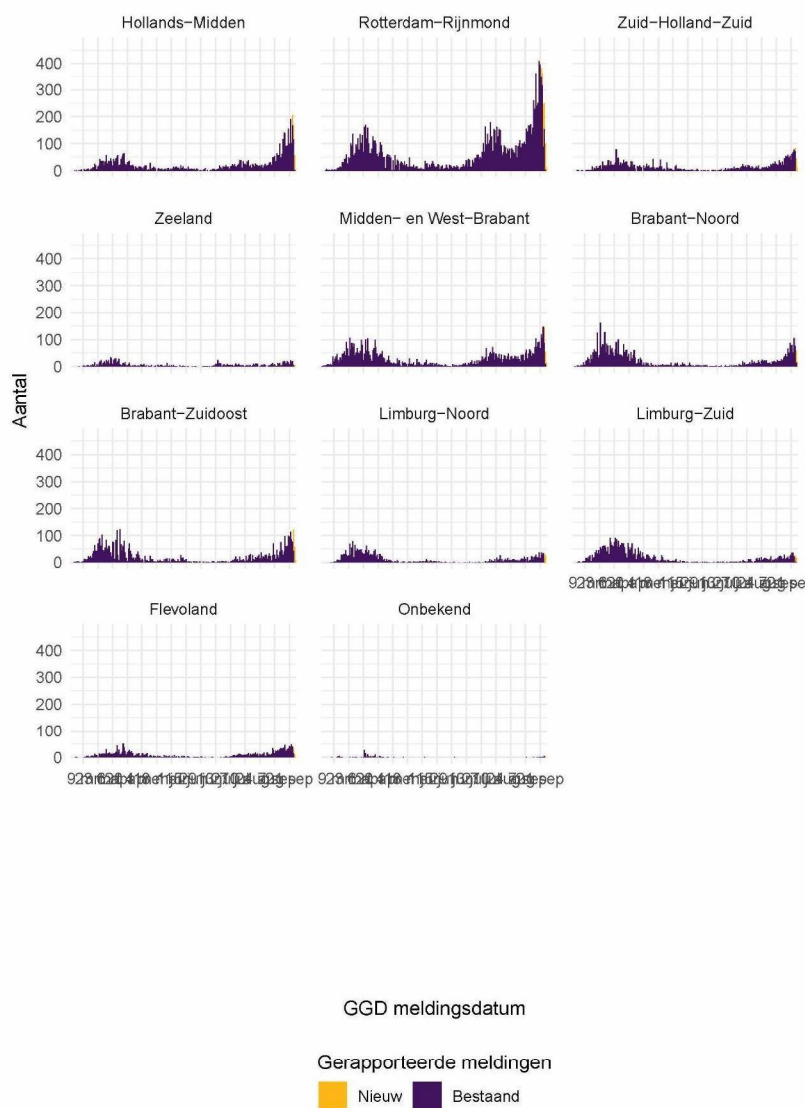 Hollands−Midden Rotterdam−Rijnmond Zuid−Holland−Zuid
400
300
200
100
0
Zeeland Midden− en West−Brabant Brabant−Noord
400
300
200
100
0
Aantal
Brabant−Zuidoost Limburg−Noord Limburg−Zuid
400
300
200
100
0
Flevoland Onbekend
400
300
200
100
0
GGD meldingsdatum
Gerapporteerde meldingen
Nieuw Bestaand